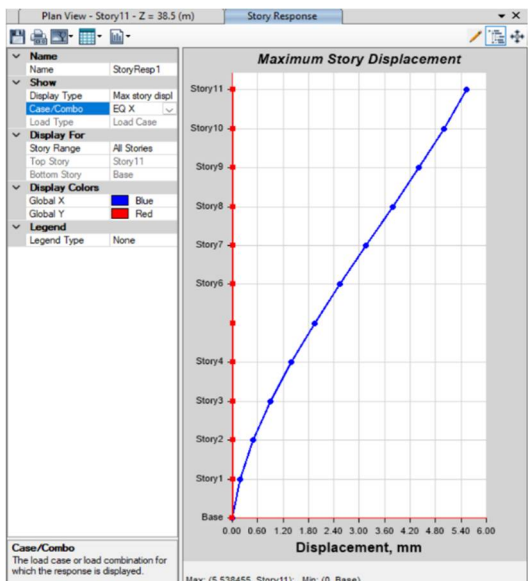 Plan View - Story11 - Z = 38.5 (m)
Story Response
Name
Name StoryResp1
Show
Display Type Max story displ
Case/Combo EQ X
Load Type Load Case
Display For
Story Range All Stories
Top Story Story11
Bottom Story Base
Display Colors
Global X Blue
Global Y Red
Legend
Legend Type None
Case/Combo
The load case or load combination for
which the response is displayed.
Maximum Story Displacement
Story11
Story10
Story9
Story8
Story7
Story6
Story4
Story3
Story2
Story1
Base
0.00 0.60 1.20 1.80 2.40 3.00 3.60 4.20 4.80 5.40 6.00
Displacement, mm
Max: (5.538455, Story11); Min: (0, Base)